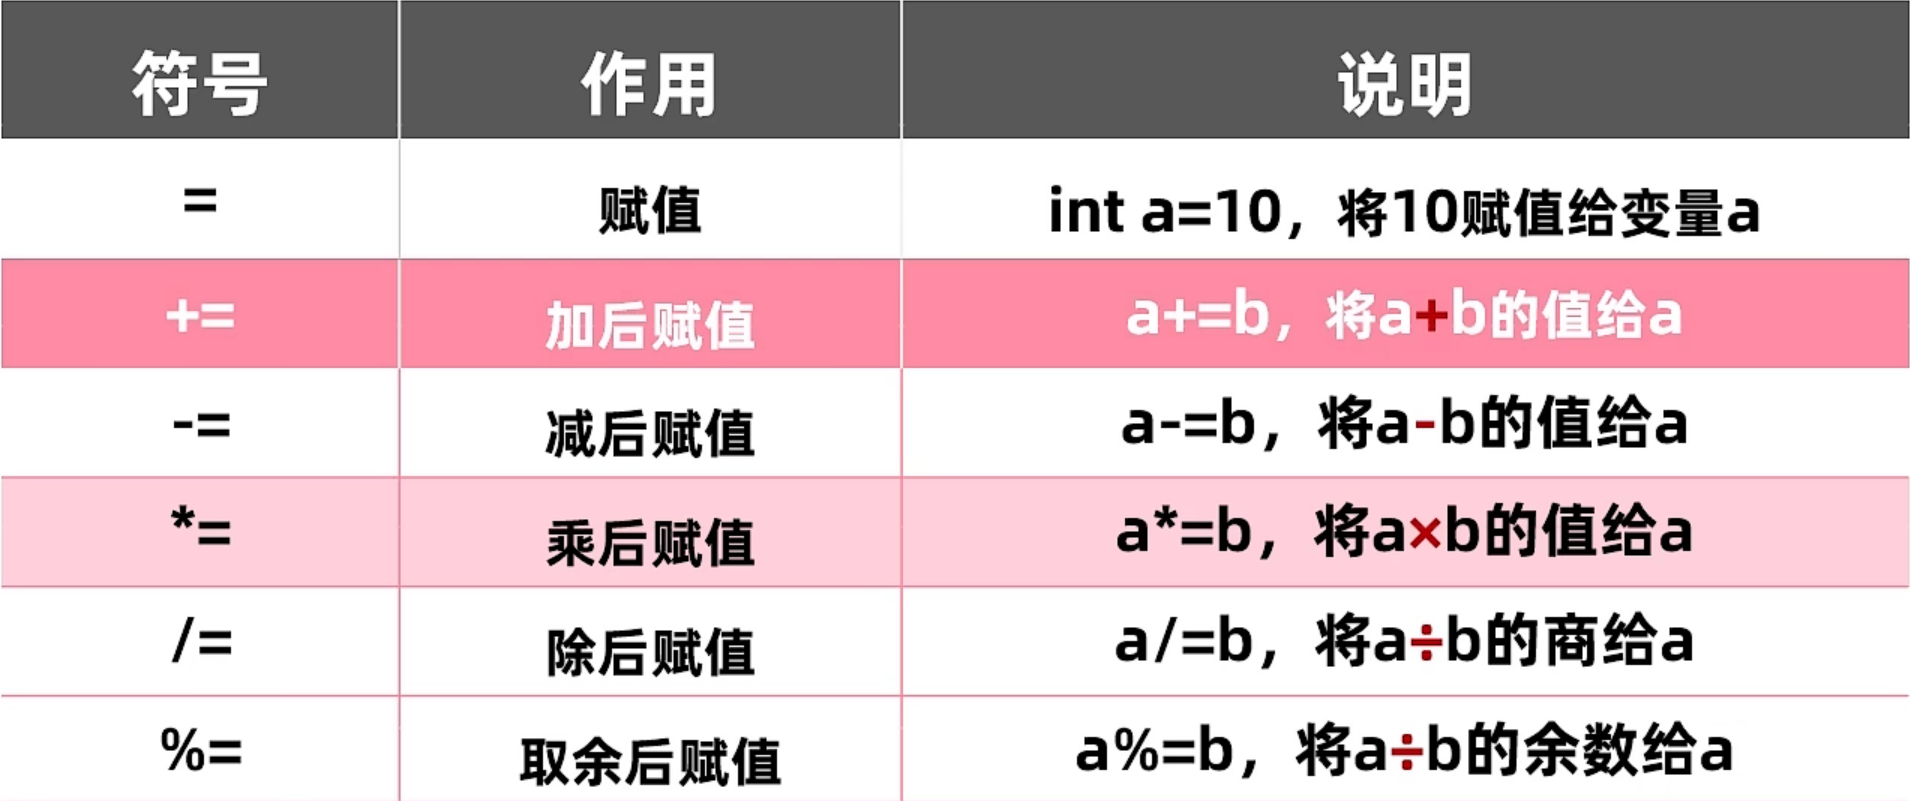 符号 作用 说明
= 赋值 int a=10，将10赋值给变量a
+= 加后赋值 a+=b，将a+b的值给a
-= 减后赋值 a-=b，将a-b的值给a
*= 乘后赋值 a*=b，将a×b的值给a
/= 除后赋值 a/=b，将a÷b的商给a
%= 取余后赋值 a%=b，将a÷b的余数给a